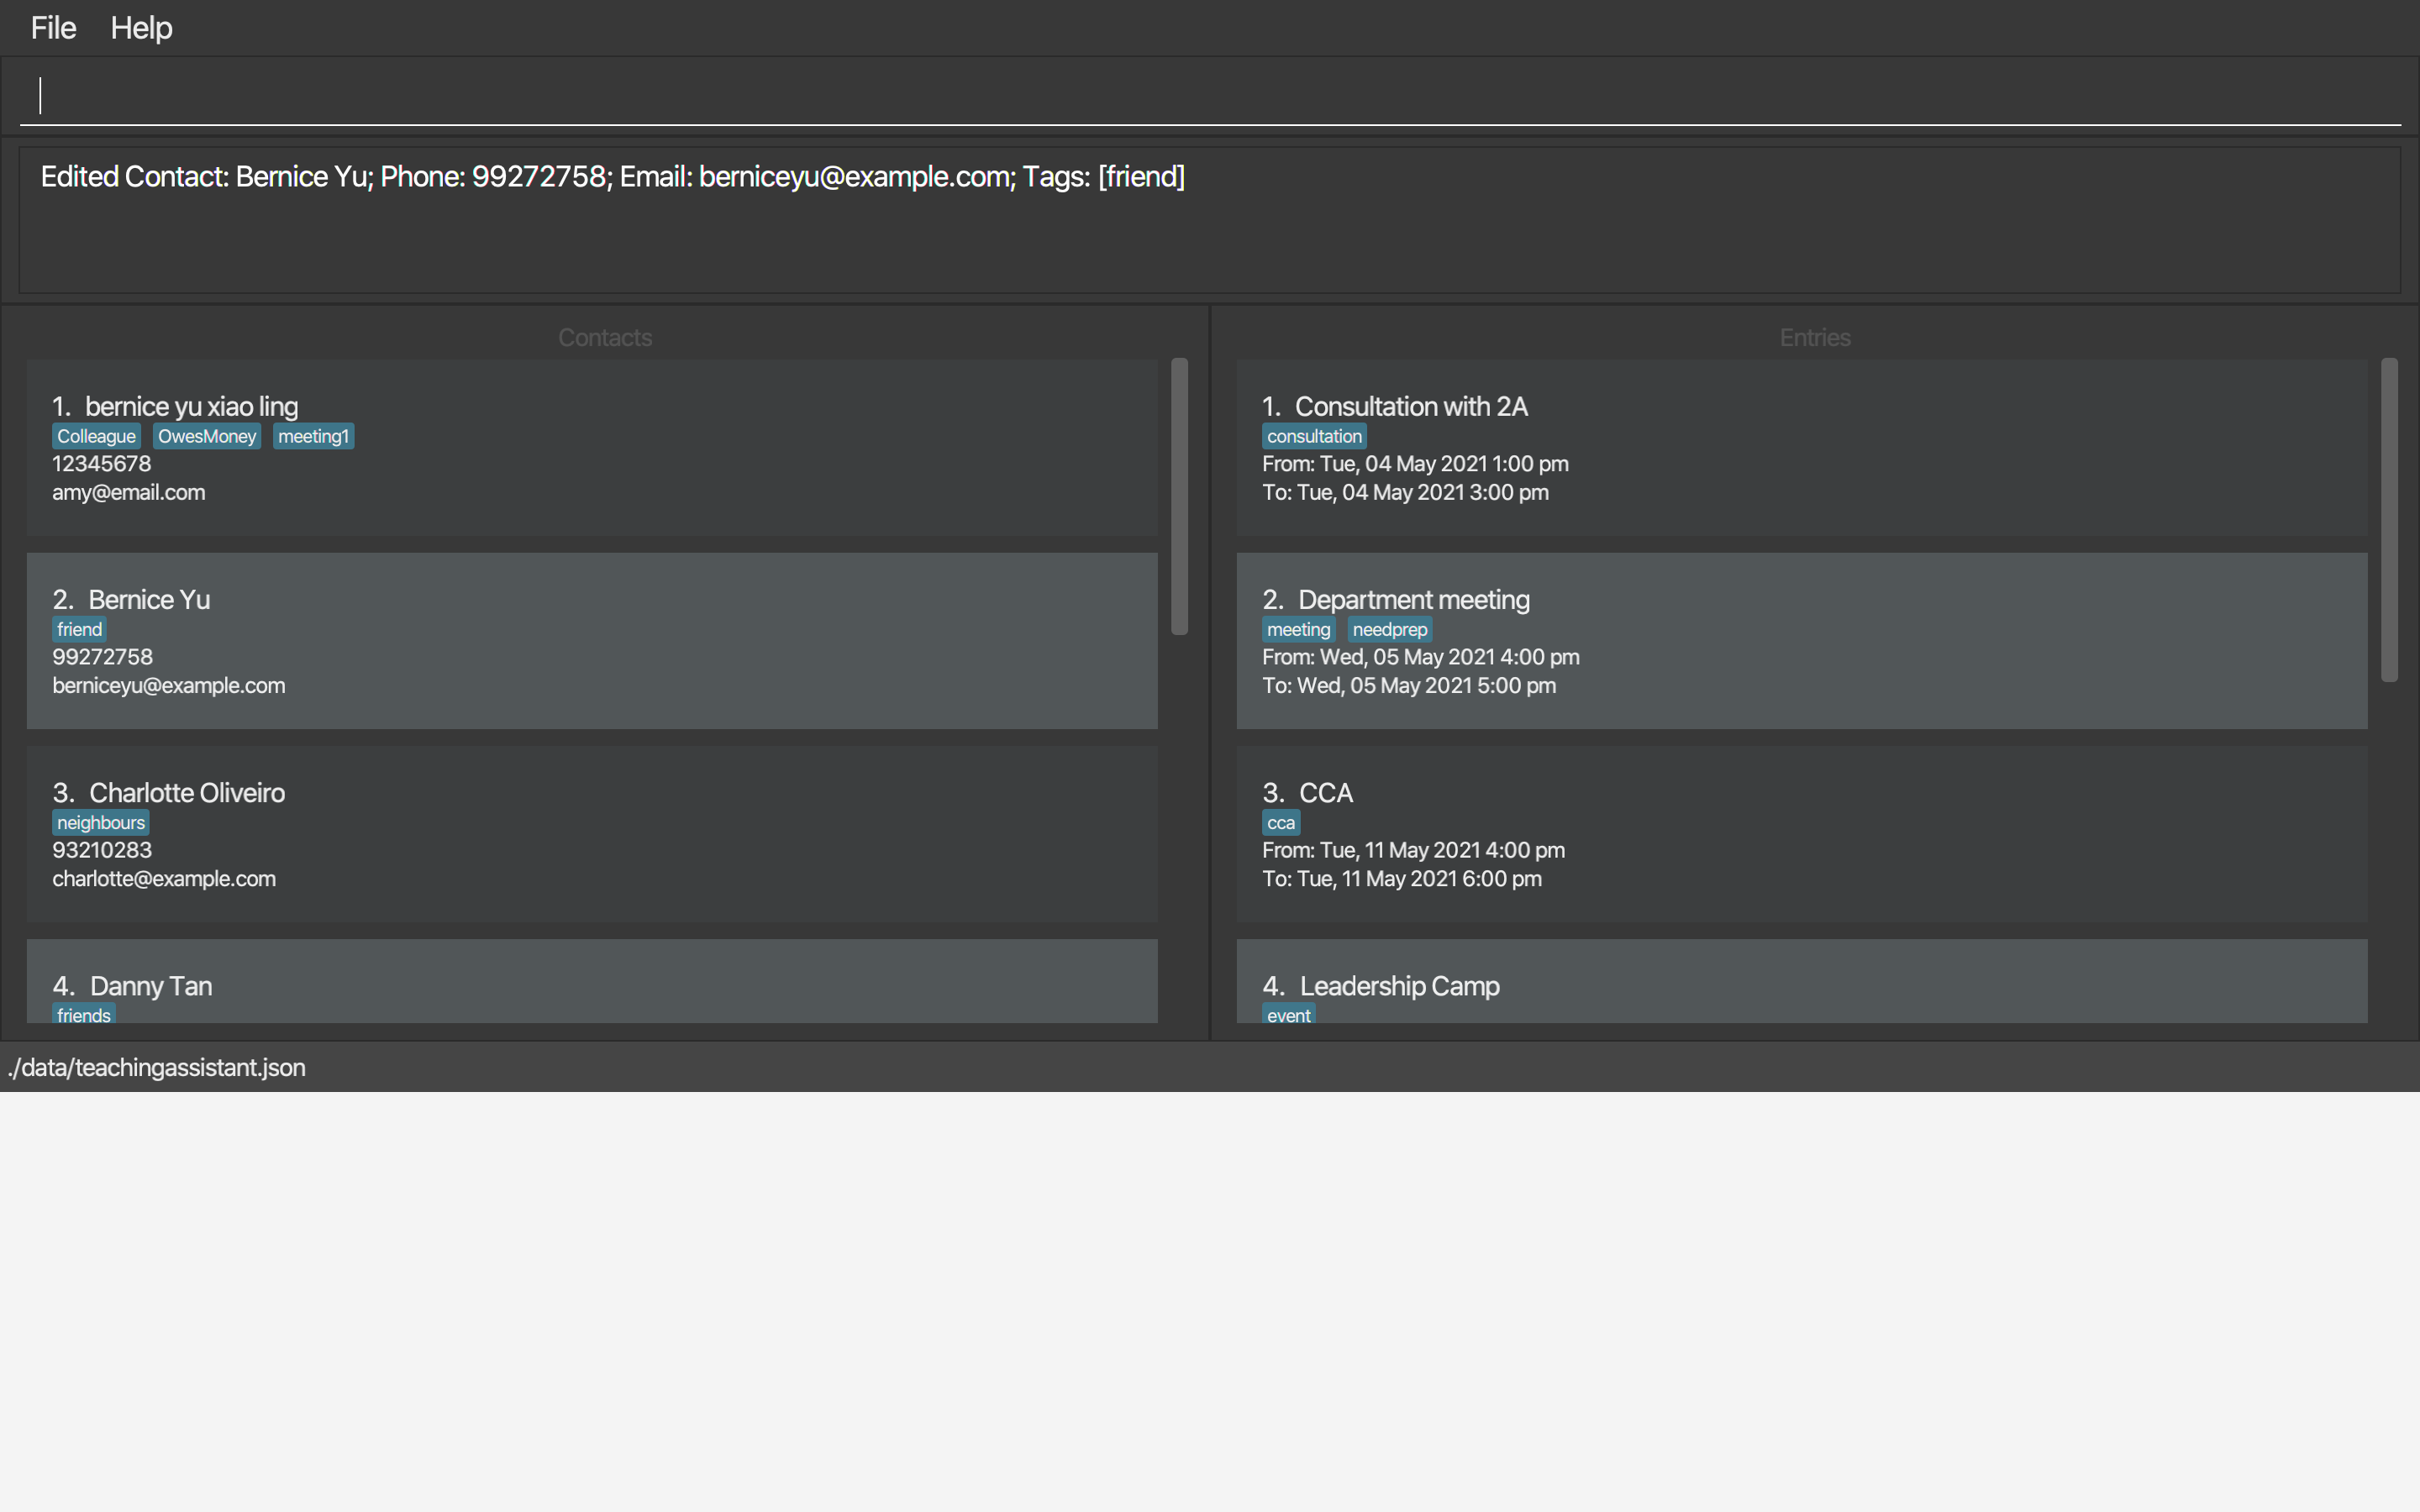 File Help
Edited Contact: Bernice Yu; Phone: 99272758; Email: berniceyu@example.com; Tags: [friend]
Contacts
1. bernice yu xiao ling
Colleague OwesMoney meeting1
12345678
amy@email.com
2. Bernice Yu
friend
99272758
berniceyu@example.com
3. Charlotte Oliveiro
neighbours
93210283
charlotte@example.com
4. Danny Tan
friends
Entries
1. Consultation with 2A
consultation
From: Tue, 04 May 2021 1:00 pm
To: Tue, 04 May 2021 3:00 pm
2. Department meeting
meeting needprep
From: Wed, 05 May 2021 4:00 pm
To: Wed, 05 May 2021 5:00 pm
3. CCA
cca
From: Tue, 11 May 2021 4:00 pm
To: Tue, 11 May 2021 6:00 pm
4. Leadership Camp
event
./data/teachingassistant.json